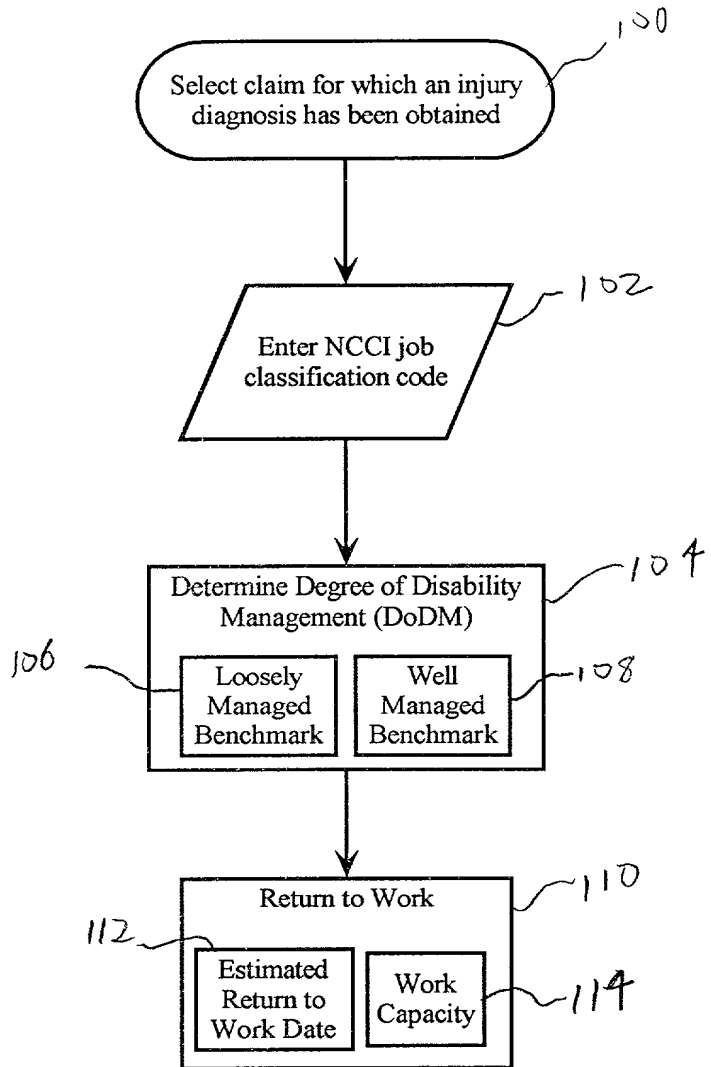 100
Select claim for which an injury
diagnosis has been obtained
102
Enter NCCI job
classification code
104
Determine Degree of Disability
Management (DoDM)
106
Loosely
Managed
Benchmark
Well
Managed
Benchmark
108
110
Return to Work
112
Estimated
Return to
Work Date
Work
Capacity
114